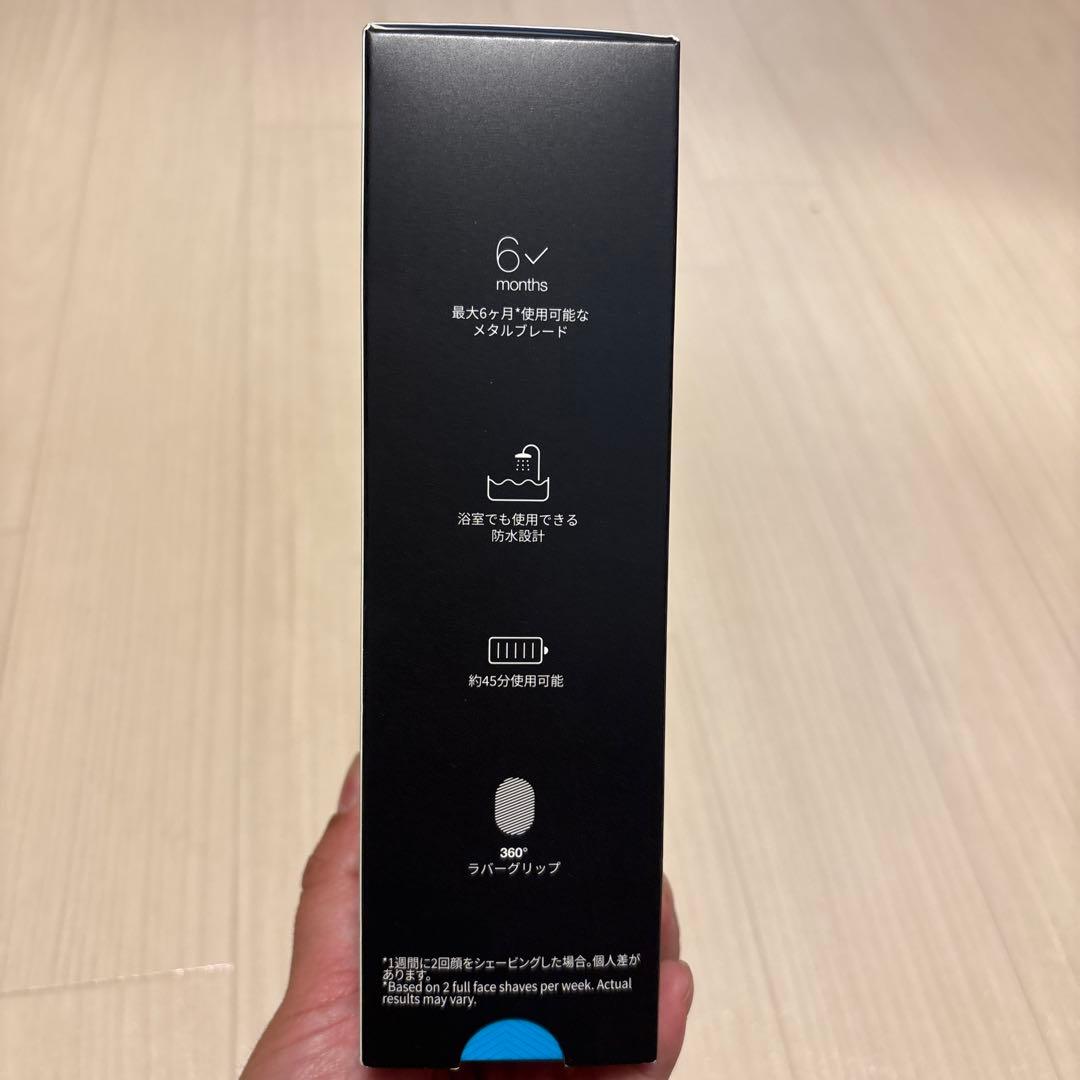 6
months
最大6ヶ月*使用可能な
メタルブレード
浴室でも使用できる
防水設計
約45分使用可能
360°
ラバーグリップ
*1週間に2回顔をシェービングした場合。個人差が
あります。
*Based on 2 full face shaves per week. Actual
results may vary.